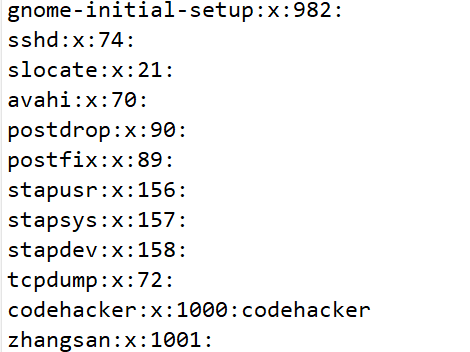 gnome-initial-setup:x:982:
sshd:x:74:
slocate:x:21:
avahi:x:70:
postdrop:x:90:
postfix:x:89:
stapusr:x:156:
stapsys:x:157:
stapdev:x:158:
tcpdump:x:72:
codehacker:x:1000:codehacker
zhangsan:x:1001: